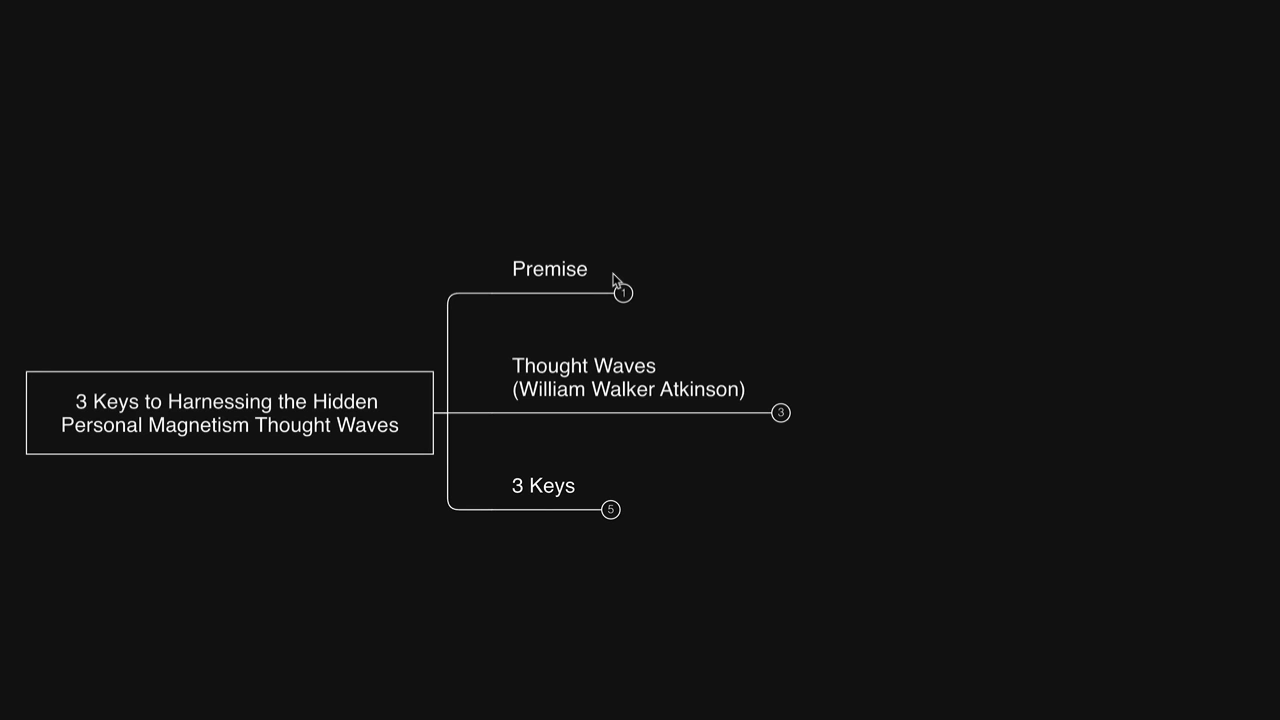 3 Keys to Harnessing the Hidden
Personal Magnetism Thought Waves
Premise
1
Thought Waves
(William Walker Atkinson)
3
3 Keys
5